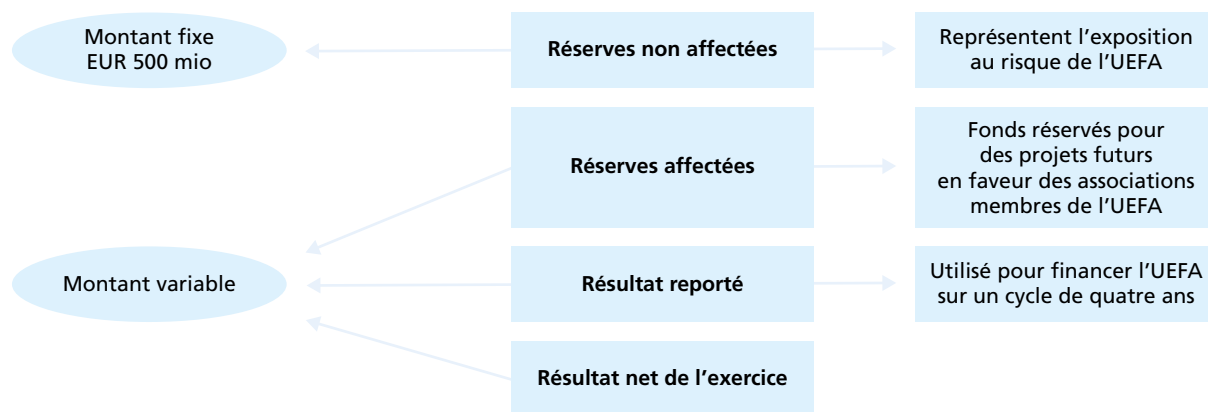 Montant fixe
EUR 500 mio
Réserves non affectées
Représentent l’exposition
au risque de l’UEFA
Réserves affectées
Fonds réservés pour
des projets futurs
en faveur des associations
membres de l’UEFA
Montant variable
Résultat reporté
Utilisé pour financer l’UEFA
sur un cycle de quatre ans
Résultat net de l’exercice